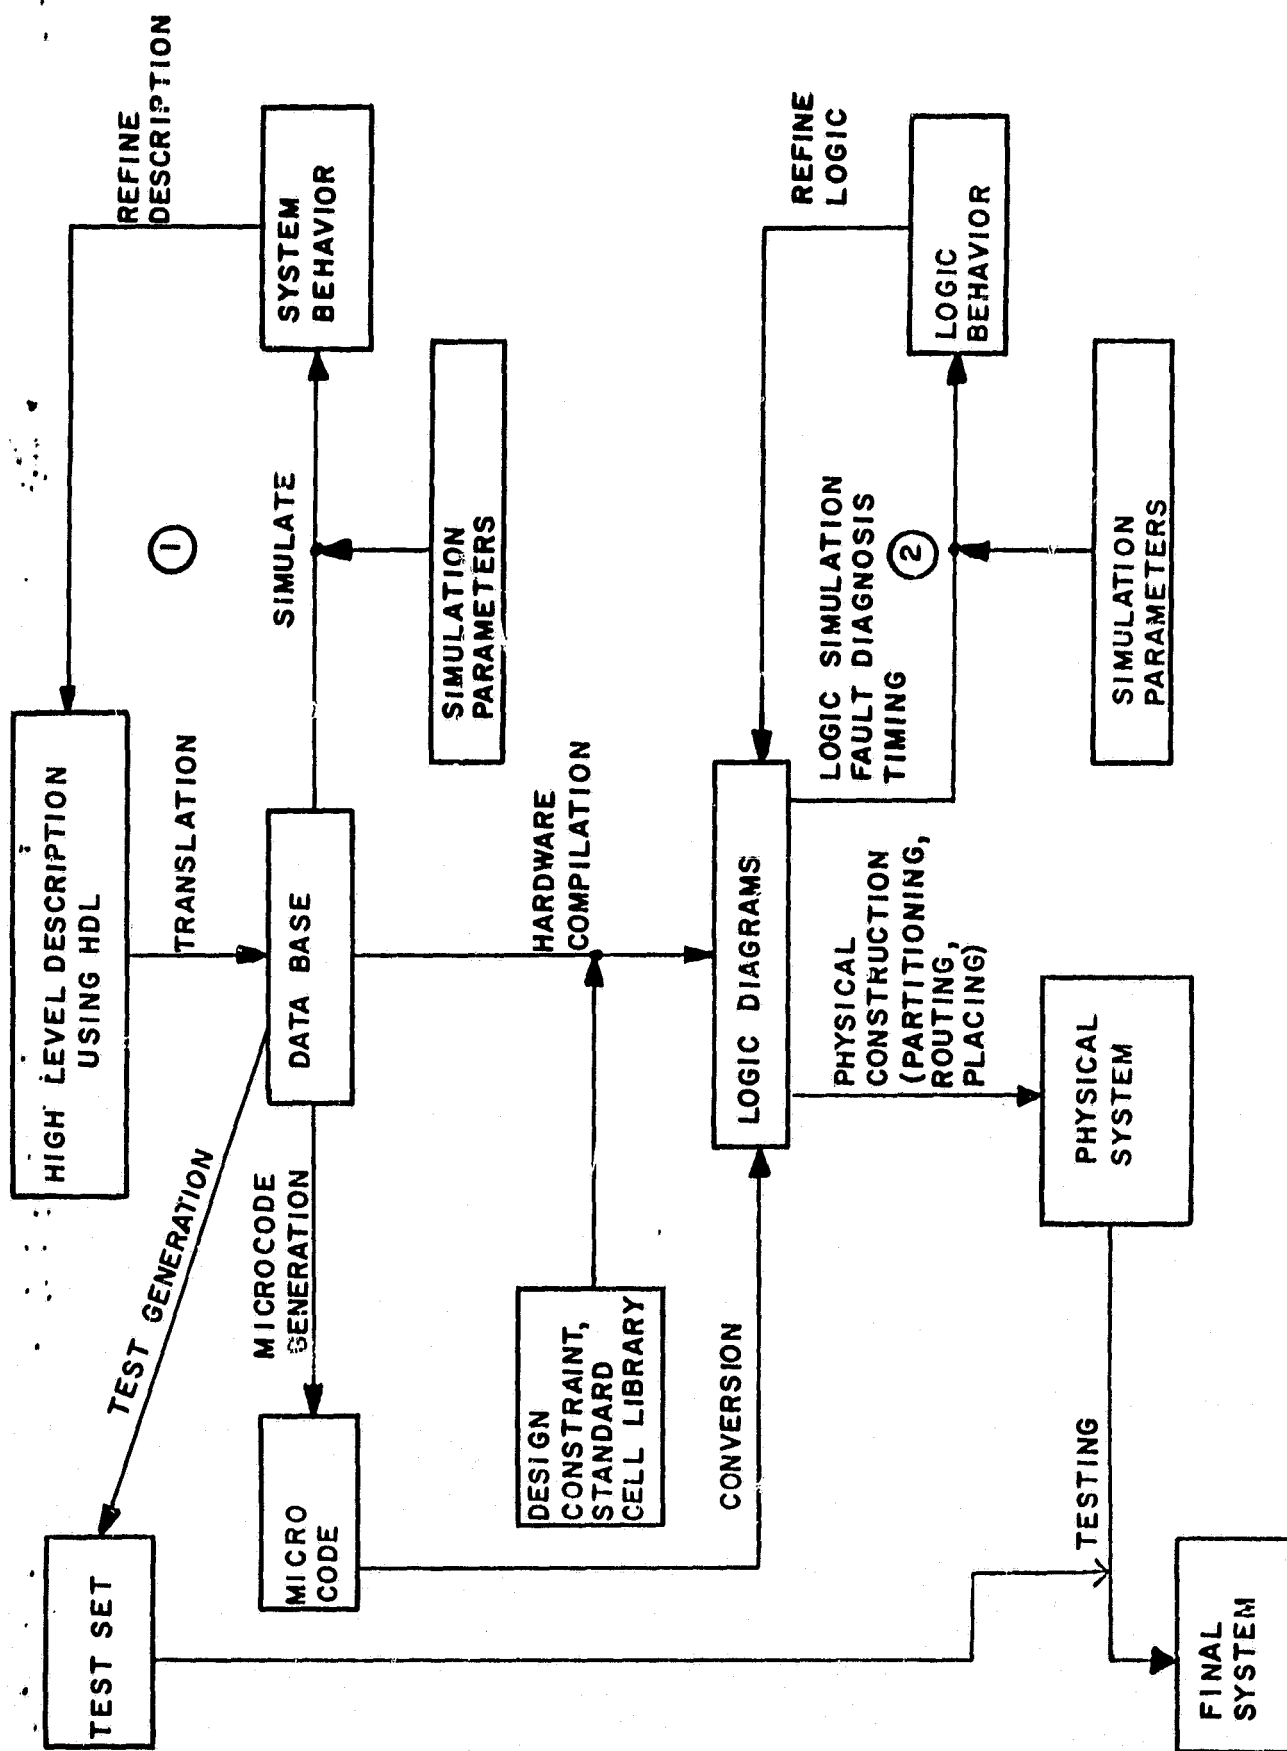 HIGH LEVEL DESCRIPTION
USING HDL
REFINE
DESCRIPTION
TEST SET
TEST GENERATION
TRANSLATION
1
MICRO
CODE
MICROCODE
GENERATION
DATA BASE
SIMULATE
SYSTEM
BEHAVIOR
SIMULATION
PARAMETERS
DESIGN
CONSTRAINT,
STANDARD
CELL LIBRARY
HARDWARE
COMPILATION
CONVERSION
LOGIC DIAGRAMS
REFINE
LOGIC
LOGIC SIMULATION
FAULT DIAGNOSIS
TIMING
2
LOGIC
BEHAVIOR
PHYSICAL
CONSTRUCTION
(PARTITIONING,
ROUTING,
PLACING)
SIMULATION
PARAMETERS
PHYSICAL
SYSTEM
TESTING
FINAL
SYSTEM